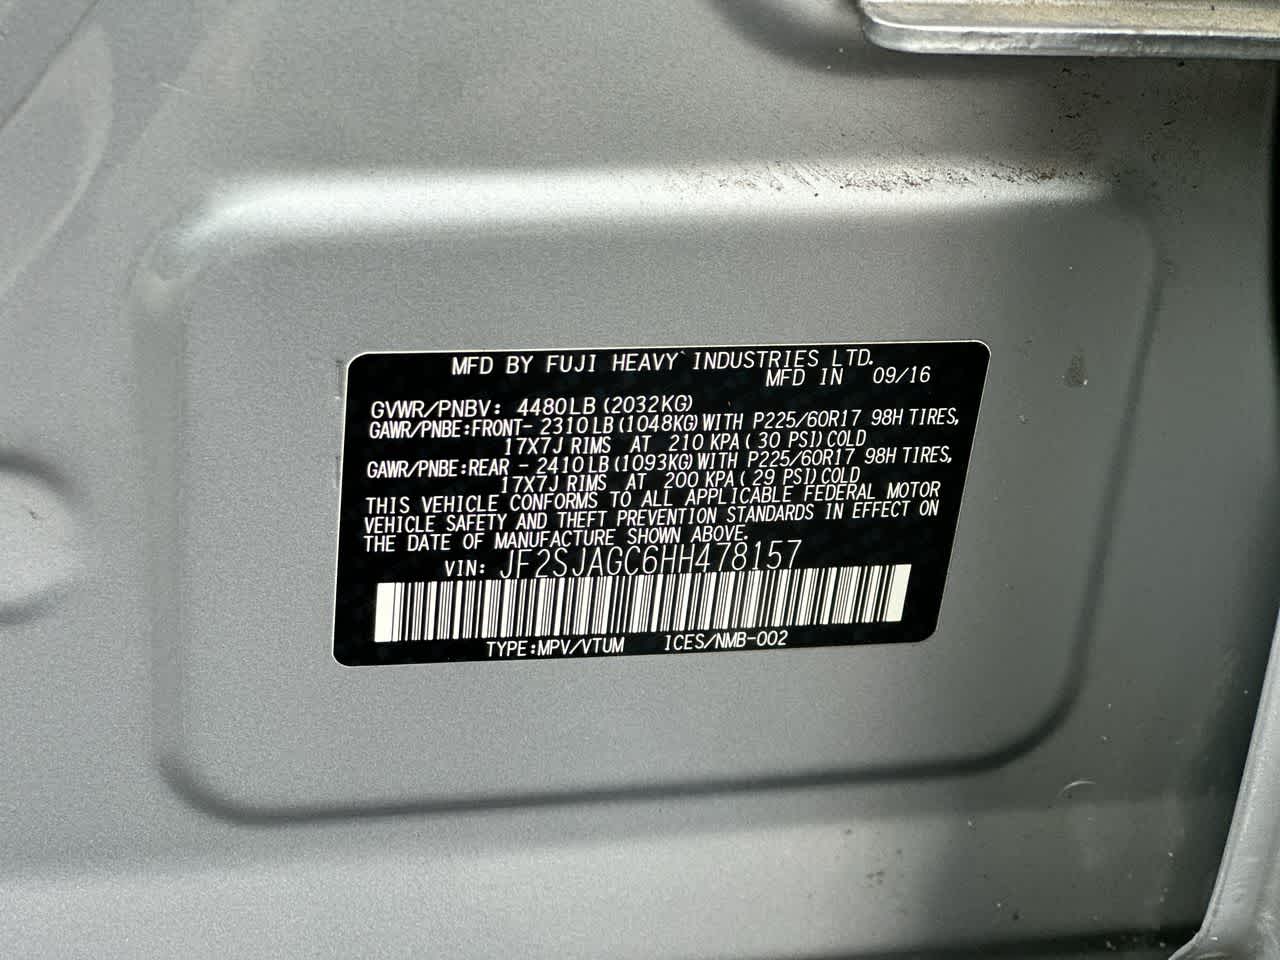 MFD BY FUJI HEAVY INDUSTRIES LTD.
MFD IN 09/16
GVWR/PNBV: 4480LB (2032KG)
GAWR/PNBE:FRONT- 2310LB (1048KG) WITH P225/60R17 98H TIRES,
17X7J RIMS AT 210 KPA ( 30 PSI) COLD
GAWR/PNBE:REAR - 2410LB (1093KG) WITH P225/60R17 98H TIRES,
17X7J RIMS AT 200 KPA ( 29 PSI) COLD
THIS VEHICLE CONFORMS TO ALL APPLICABLE FEDERAL MOTOR
VEHICLE SAFETY AND THEFT PREVENTION STANDARDS IN EFFECT ON
THE DATE OF MANUFACTURE SHOWN ABOVE.
VIN: JF2SJAGC6HH478157
TYPE:MPV/VTUM ICES/NMB-002